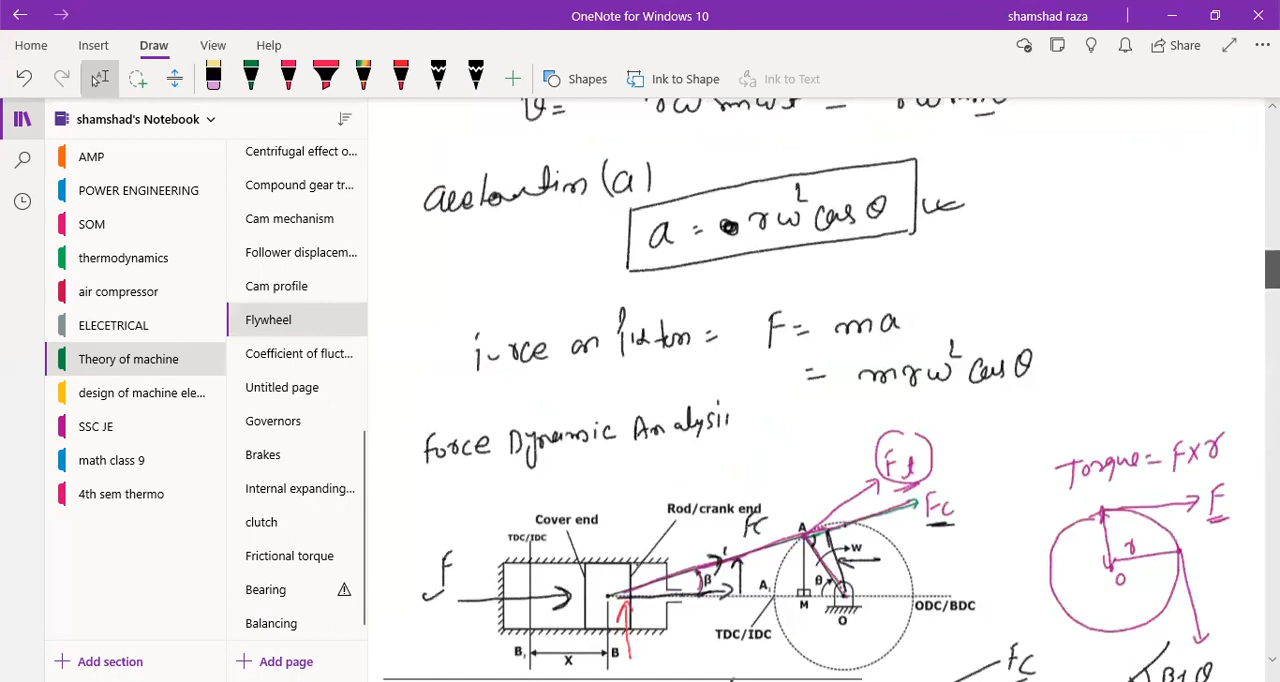 OneNote for Windows 10
shamshad raza
Home Insert Draw View Help
Share
Shapes
Ink to Shape
Ink to Text
shamshad's Notebook
AMP
POWER ENGINEERING
SOM
thermodynamics
air compressor
ELECETRICAL
Theory of machine
design of machine ele...
SSC JE
math class 9
4th sem thermo
Add section
Centrifugal effect o...
Compound gear tr...
Cam mechanism
Follower displacem...
Cam profile
Flywheel
Coefficient of fluct...
Untitled page
Governors
Brakes
Internal expanding...
clutch
Frictional torque
Bearing
Balancing
Add page
(a)
a = rω² cos θ
force on piston = F = ma
= mrω² cos θ
Force Dynamic Analysis
Ft
Fc
Torque = F×r
F
r
O
Cover end
Rod/crank end
TDC/IDC
Fc
A
F
β
A₁
θ
W
M
O
ODC/BDC
TDC/IDC
B₁
X
B
Fc